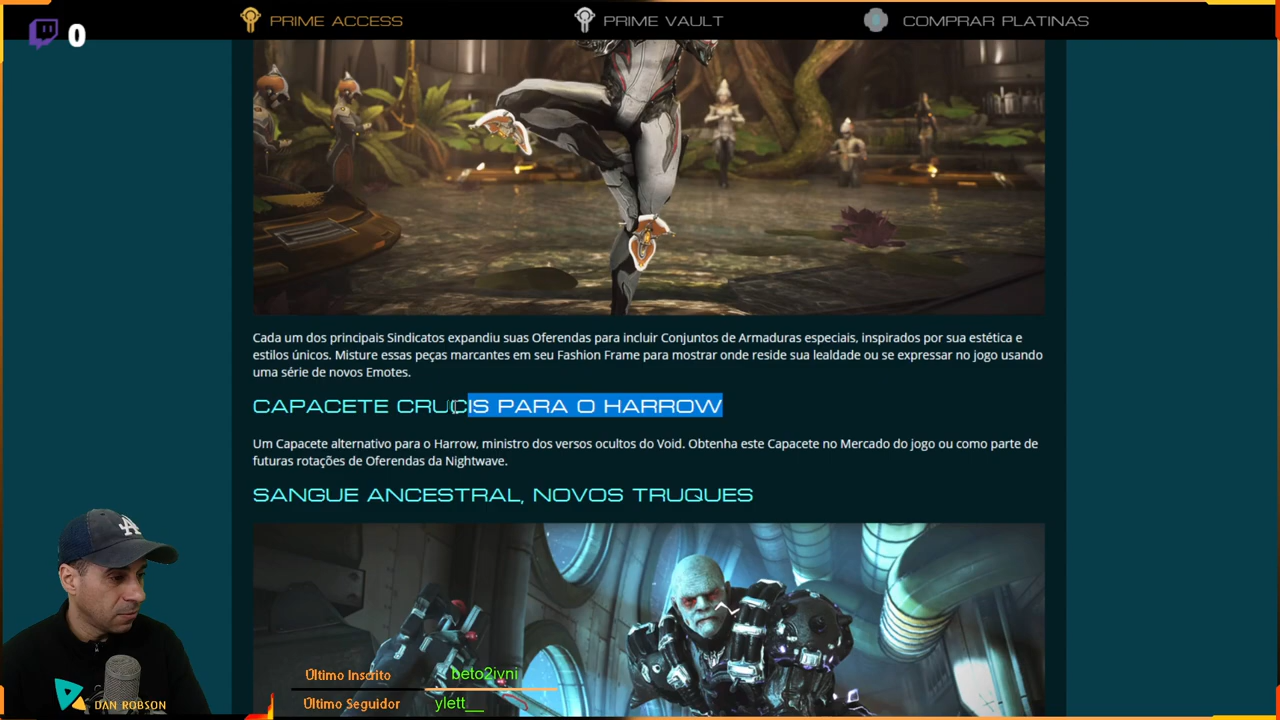 PRIME ACCESS
PRIME VAULT
COMPRAR PLATINAS
0
Cada um dos principais Sindicatos expandiu suas Oferendas para incluir Conjuntos de Armaduras especiais, inspirados por sua estética e
estilos únicos. Misture essas peças marcantes em seu Fashion Frame para mostrar onde reside sua lealdade ou se expressar no jogo usando
uma série de novos Emotes.
CAPACETE CRUCIS PARA O HARROW
Um Capacete alternativo para o Harrow, ministro dos versos ocultos do Void. Obtenha este Capacete no Mercado do jogo ou como parte de
futuras rotações de Oferendas da Nightwave.
SANGUE ANCESTRAL, NOVOS TRUQUES
Último Inscrito beto2ivni
Último Seguidor ylett__
DAN ROBSON